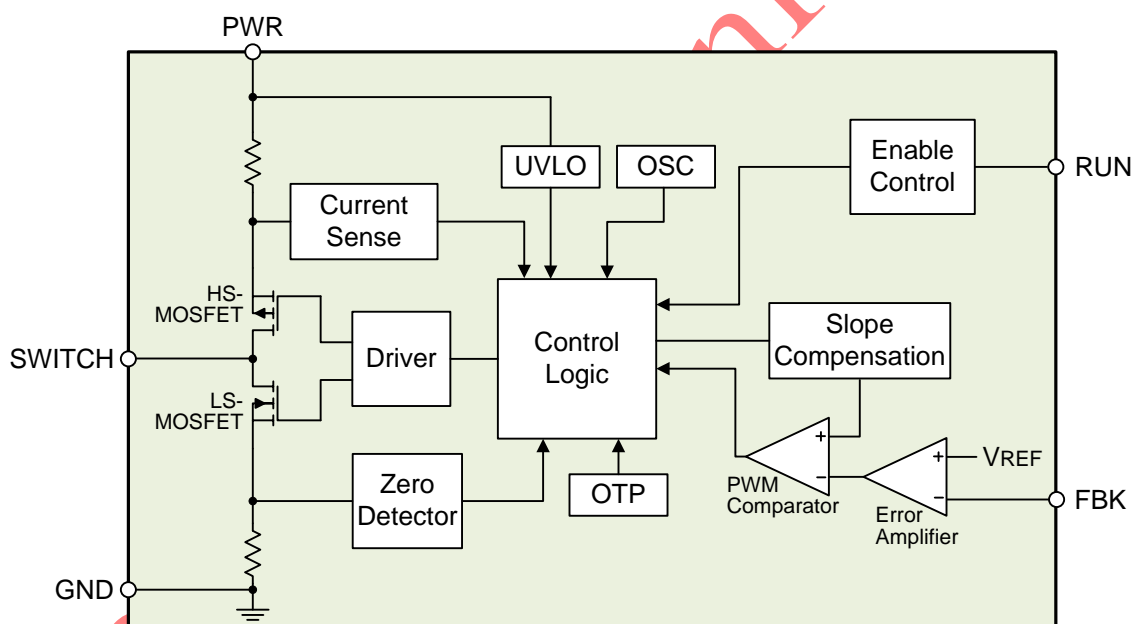 PWR
UVLO
OSC
Enable
Control
RUN
Current
Sense
HS-
MOSFET
SWITCH
Driver
Control
Logic
Slope
Compensation
LS-
MOSFET
+
−
PWM
Comparator
+
−
VREF
Error
Amplifier
FBK
Zero
Detector
OTP
GND